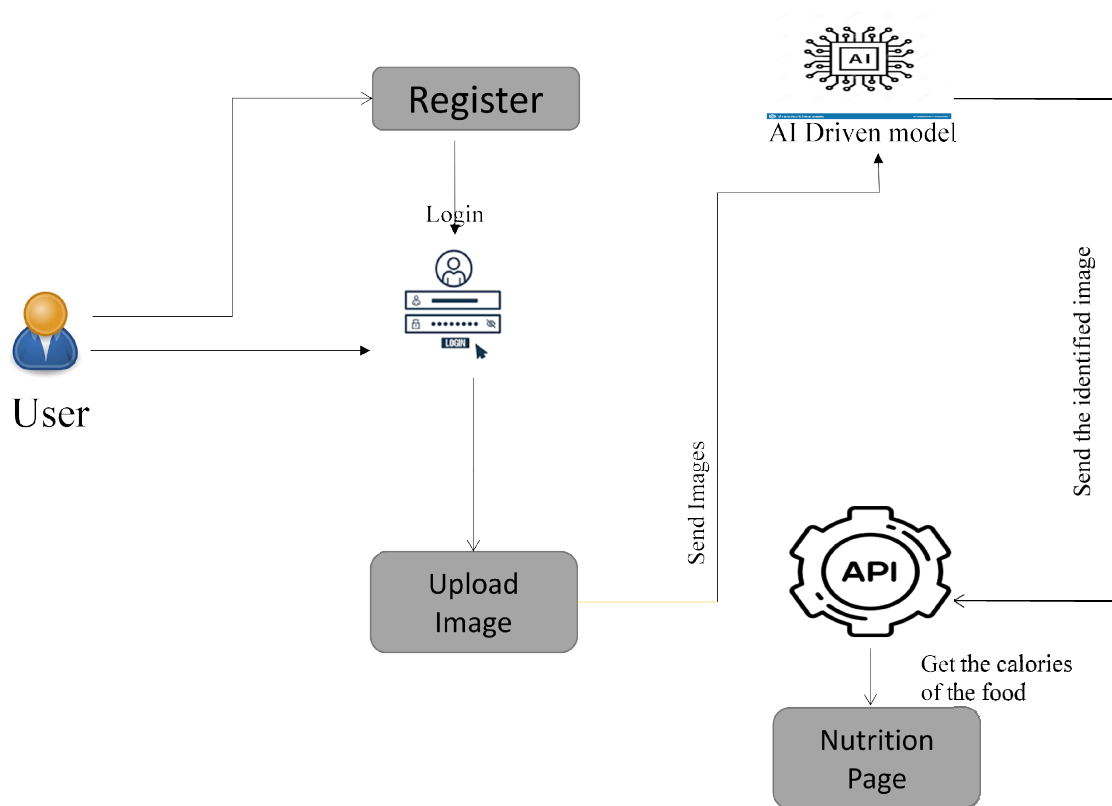 Register
AI
AI Driven model
Login
LOGIN
User
Send the identified image
Send Images
API
Upload
Image
Get the calories
of the food
Nutrition
Page